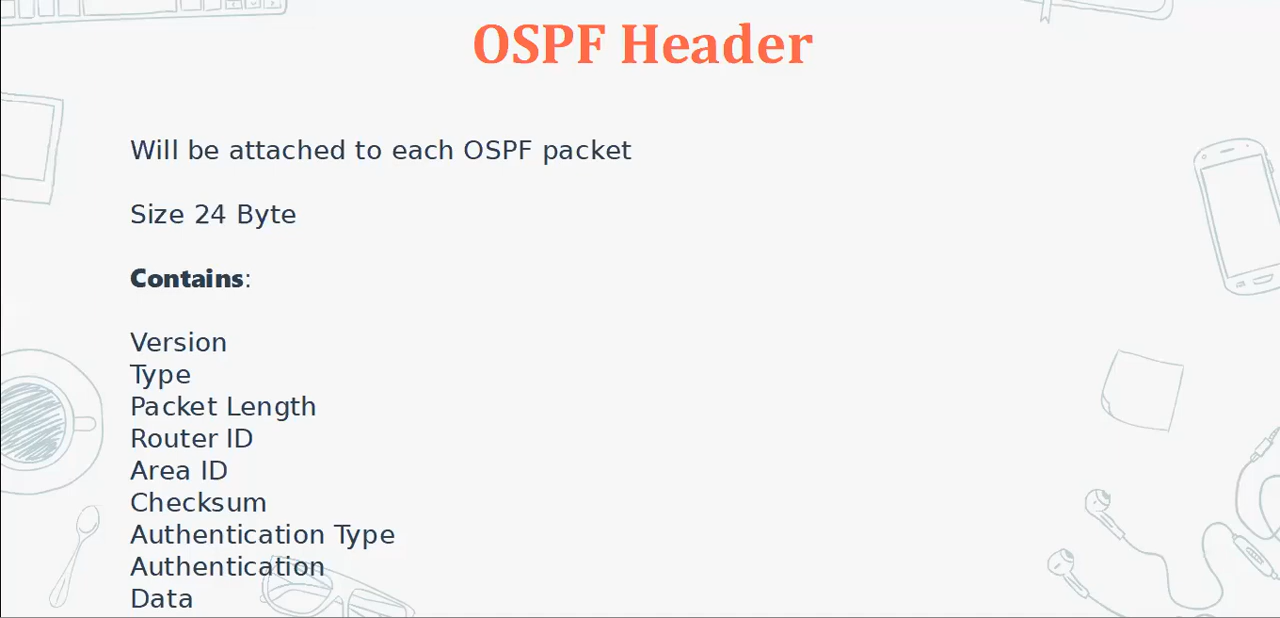 OSPF Header
Will be attached to each OSPF packet
Size 24 Byte
Contains:
Version
Type
Packet Length
Router ID
Area ID
Checksum
Authentication Type
Authentication
Data